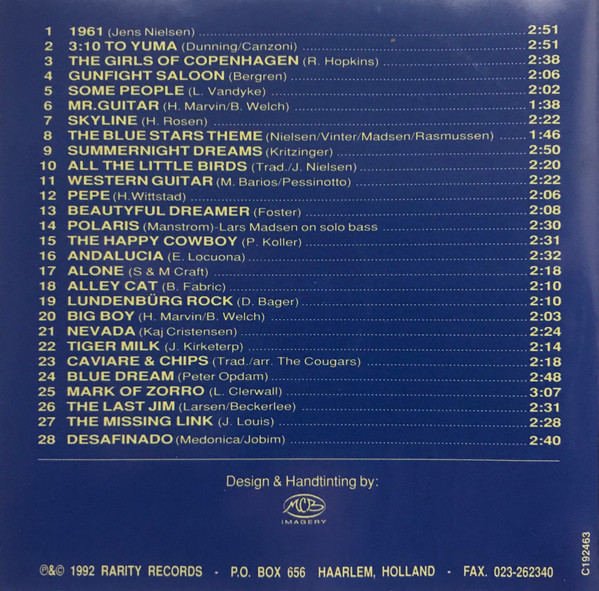 1 1961 (Jens Nielsen) 2:51
2 3:10 TO YUMA (Dunning/Canzoni) 2:51
3 THE GIRLS OF COPENHAGEN (R. Hopkins) 2:38
4 GUNFIGHT SALOON (Bergren) 2:06
5 SOME PEOPLE (L. Vandyke) 2:02
6 MR.GUITAR (H. Marvin/B. Welch) 1:38
7 SKYLINE (H. Rosen) 2:22
8 THE BLUE STARS THEME (Nielsen/Vinter/Madsen/Rasmussen) 1:46
9 SUMMERNIGHT DREAMS (Kritzinger) 2:50
10 ALL THE LITTLE BIRDS (Trad./J. Nielsen) 2:20
11 WESTERN GUITAR (M. Barios/Pessinotto) 2:22
12 PEPE (H.Wittstad) 2:06
13 BEAUTYFUL DREAMER (Foster) 2:08
14 POLARIS (Manstrom)-Lars Madsen on solo bass 2:30
15 THE HAPPY COWBOY (P. Koller) 2:31
16 ANDALUCIA (E. Locuona) 2:32
17 ALONE (S & M Craft) 2:18
18 ALLEY CAT (B. Fabric) 2:10
19 LUNDENBÜRG ROCK (D. Bager) 2:10
20 BIG BOY (H. Marvin/B. Welch) 2:03
21 NEVADA (Kaj Cristensen) 2:24
22 TIGER MILK (J. Kirketerp) 2:14
23 CAVIARE & CHIPS (Trad./arr. The Cougars) 2:18
24 BLUE DREAM (Peter Opdam) 2:48
25 MARK OF ZORRO (L. Clerwall) 3:07
26 THE LAST JIM (Larsen/Beckerlee) 2:31
27 THE MISSING LINK (J. Louis) 2:28
28 DESAFINADO (Medonica/Jobim) 2:40
Design & Handtinting by:
MCB
IMAGERY
℗&© 1992 RARITY RECORDS - P.O. BOX 656 HAARLEM, HOLLAND - FAX. 023-262340
C192463